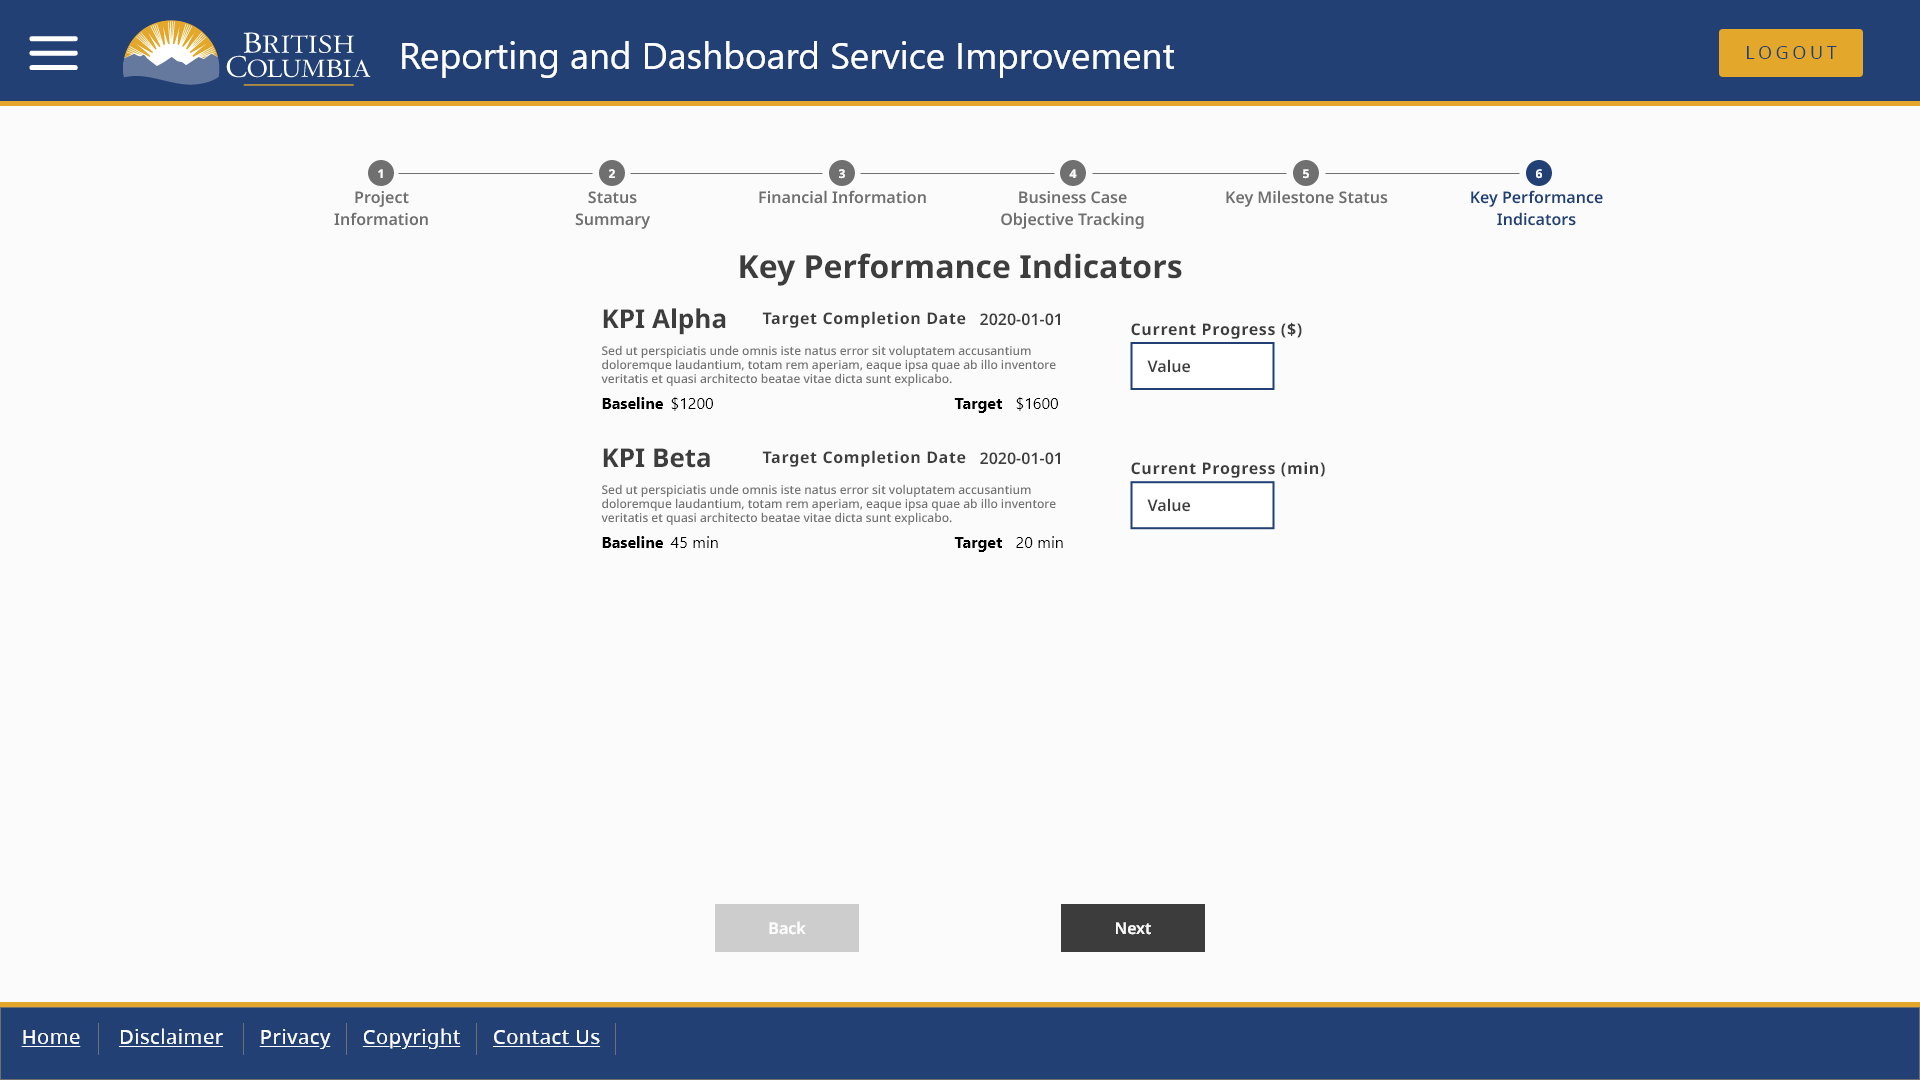 BRITISH
COLUMBIA
Reporting and Dashboard Service Improvement
LOGOUT
1
2
3
4
5
6
Project
Information
Status
Summary
Financial Information
Business Case
Objective Tracking
Key Milestone Status
Key Performance
Indicators
Key Performance Indicators
KPI Alpha
Target Completion Date 2020-01-01
Sed ut perspiciatis unde omnis iste natus error sit voluptatem accusantium
doloremque laudantium, totam rem aperiam, eaque ipsa quae ab illo inventore
veritatis et quasi architecto beatae vitae dicta sunt explicabo.
Baseline $1200
Target $1600
Current Progress ($)
Value
KPI Beta
Target Completion Date 2020-01-01
Sed ut perspiciatis unde omnis iste natus error sit voluptatem accusantium
doloremque laudantium, totam rem aperiam, eaque ipsa quae ab illo inventore
veritatis et quasi architecto beatae vitae dicta sunt explicabo.
Baseline 45 min
Target 20 min
Current Progress (min)
Value
Back
Next
Home
Disclaimer
Privacy
Copyright
Contact Us